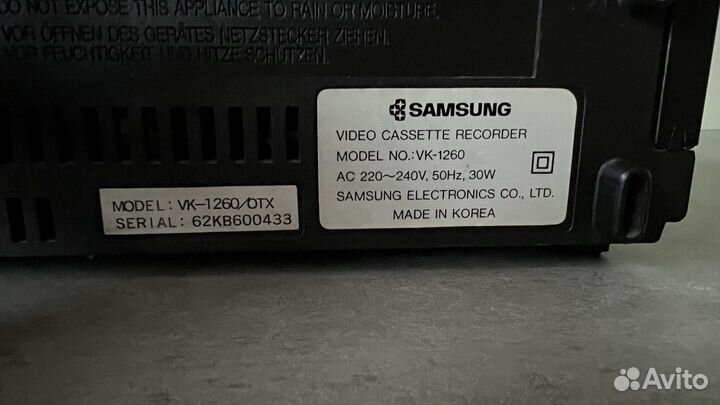 DO NOT EXPOSE THIS APPLIANCE TO RAIN OR MOISTURE.
VOR ÖFFNEN DES GERÄTES NETZSTECKER ZIEHEN.
VOR FEUCHTIGKEIT UND HITZE SCHÜTZEN.
SAMSUNG
VIDEO CASSETTE RECORDER
MODEL NO.:VK-1260
AC 220~240V, 50Hz, 30W
SAMSUNG ELECTRONICS CO., LTD.
MADE IN KOREA
MODEL: VK-1260/DTX
SERIAL: 62KB600433
Avito